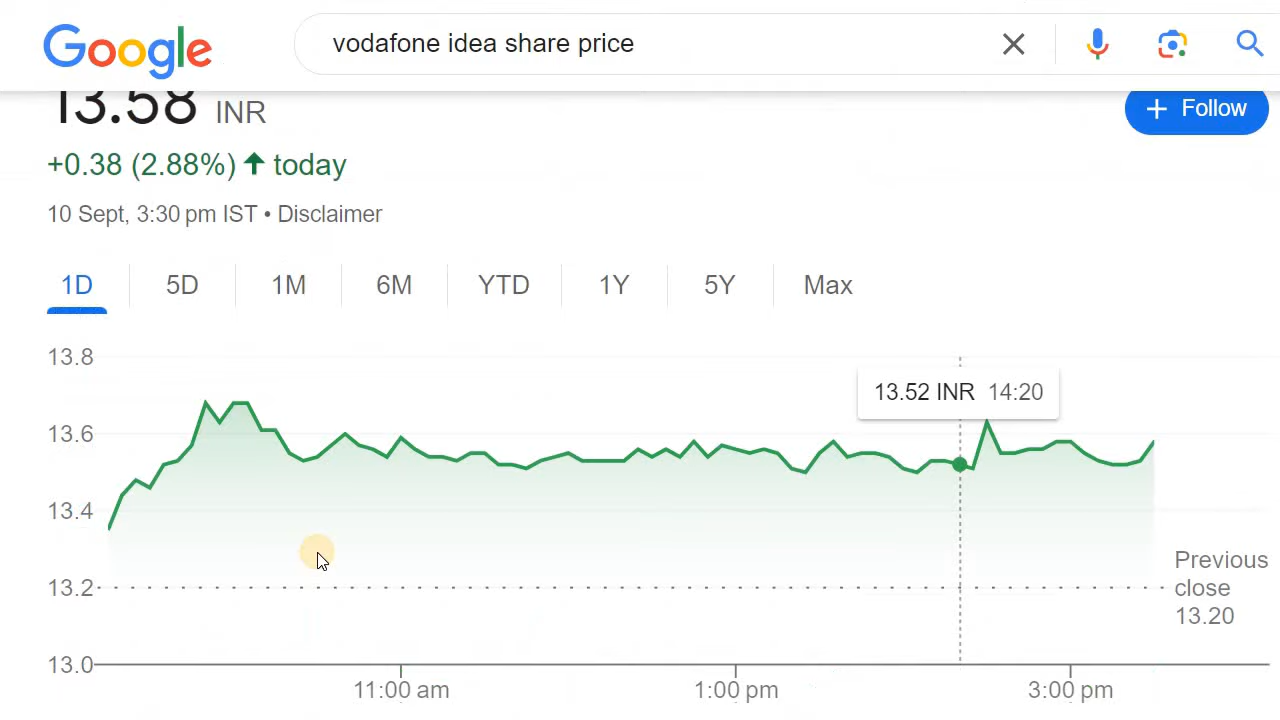 Google
vodafone idea share price
13.58 INR
+ Follow
+0.38 (2.88%) ↑ today
10 Sept, 3:30 pm IST • Disclaimer
1D 5D 1M 6M YTD 1Y 5Y Max
13.8
13.52 INR 14:20
13.6
13.4
Previous
close
13.20
13.2
13.0
11:00 am 1:00 pm 3:00 pm